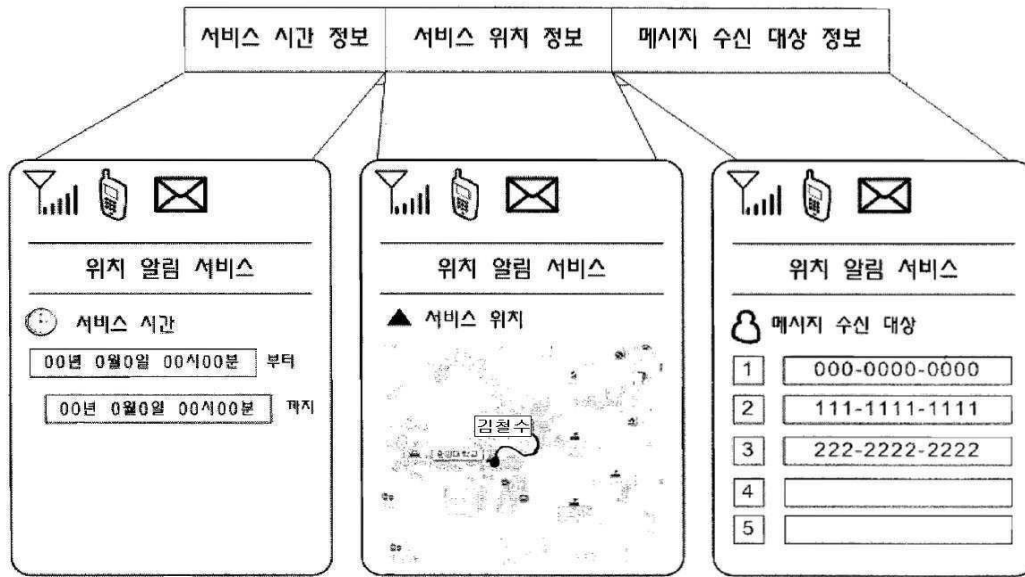 서비스 시간 정보
서비스 위치 정보
메시지 수신 대상 정보
위치 알림 서비스
서비스 시간
00년 0월0일 00시00분 부터
00년 0월0일 00시00분 까지
위치 알림 서비스
서비스 위치
김철수
중앙대학교
위치 알림 서비스
메시지 수신 대상
1 000-0000-0000
2 111-1111-1111
3 222-2222-2222
4
5